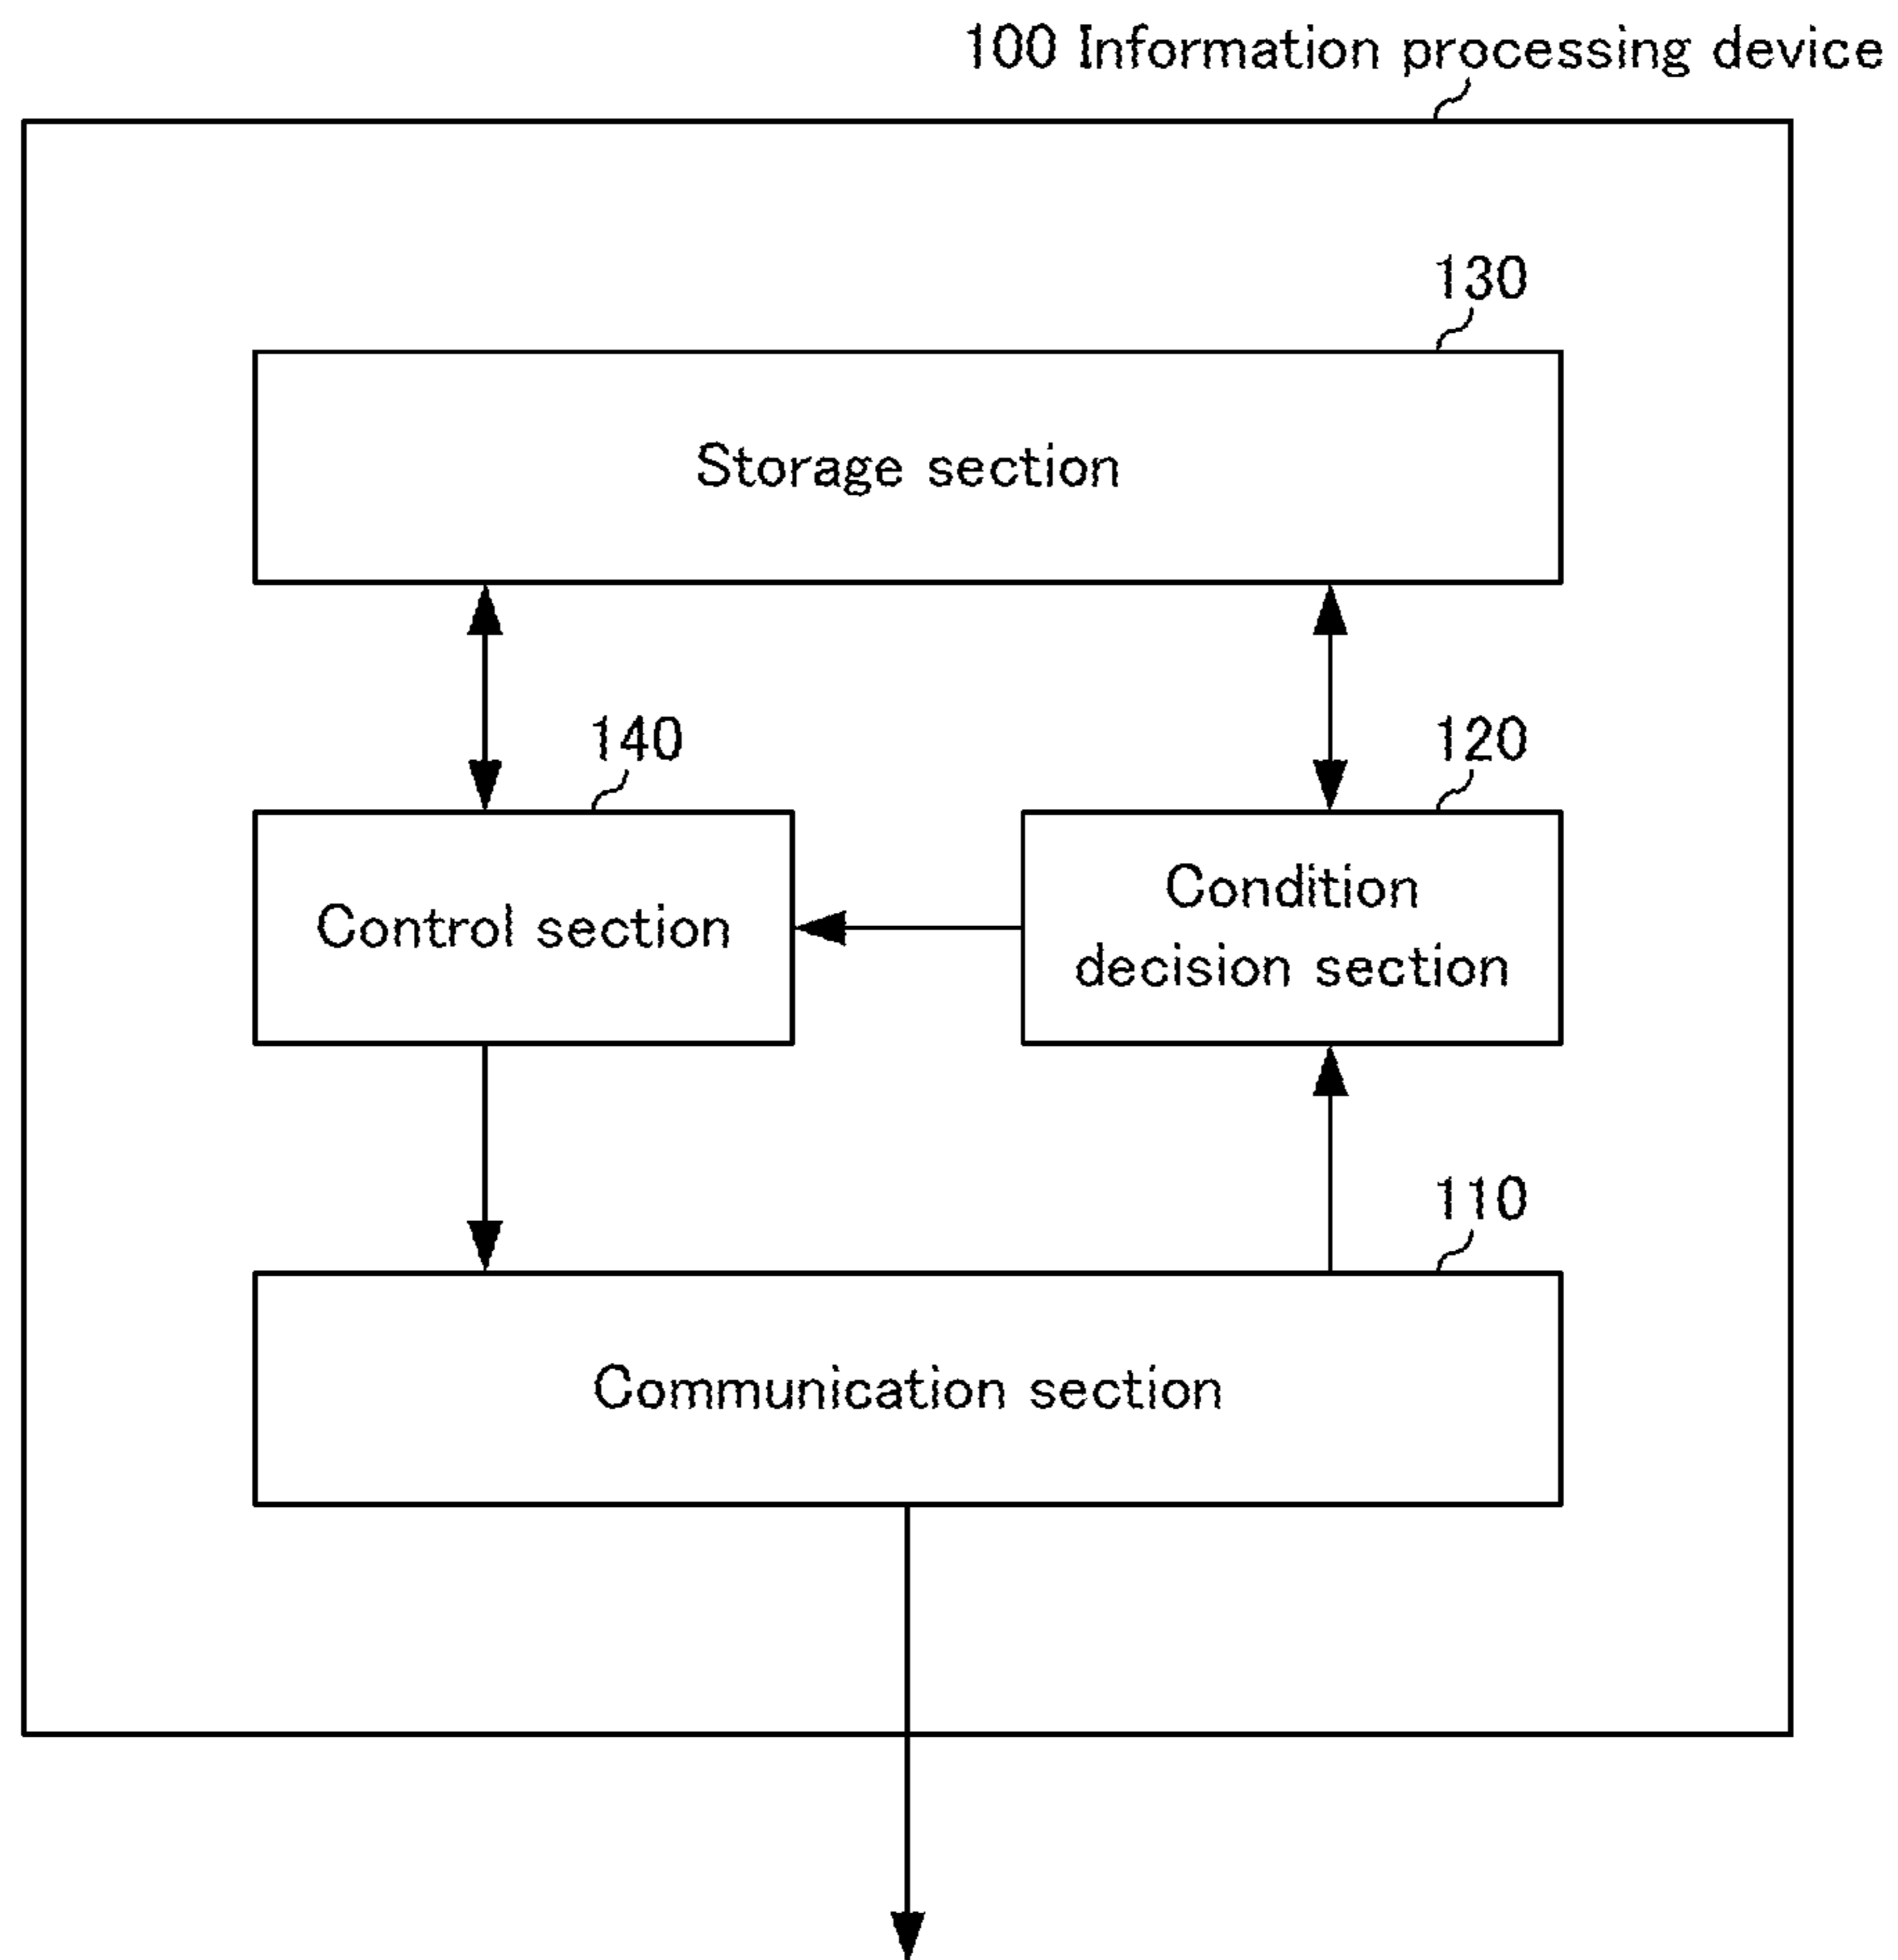 100 Information processing device
130
Storage section
140
120
Control section
Condition
decision section
110
Communication section